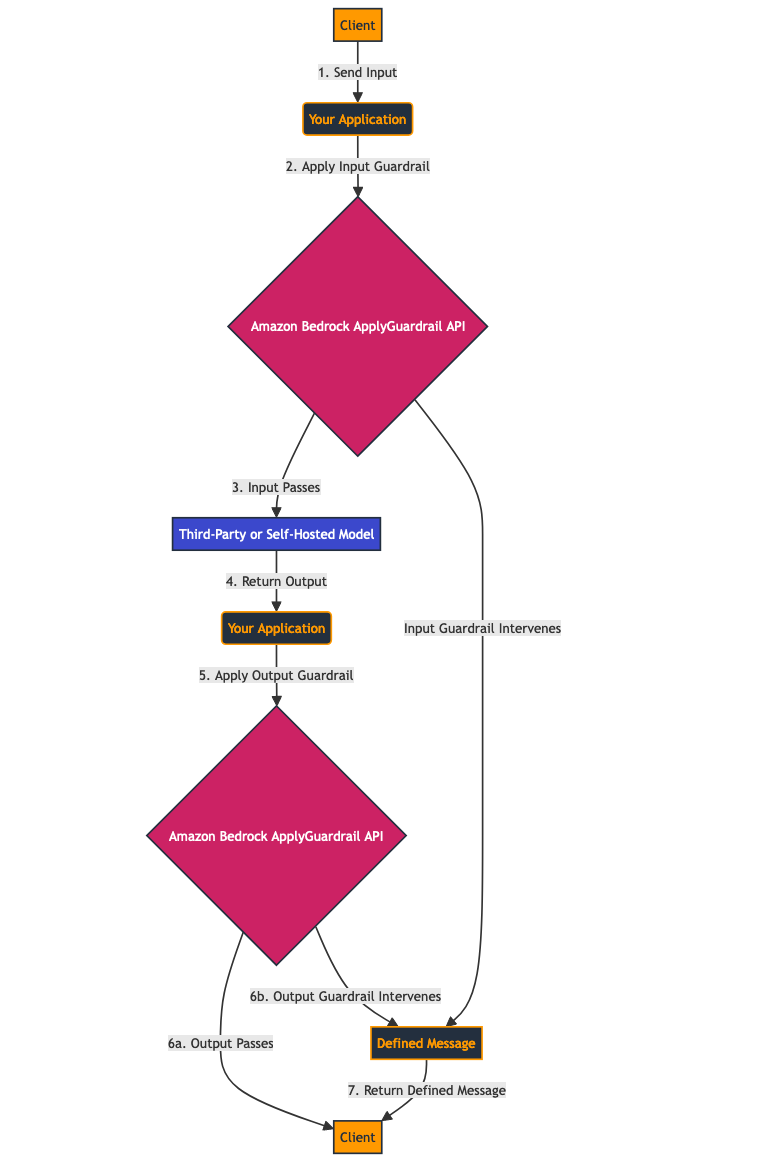 Client
1. Send Input
Your Application
2. Apply Input Guardrail
Amazon Bedrock ApplyGuardrail API
3. Input Passes
Third-Party or Self-Hosted Model
4. Return Output
Your Application
Input Guardrail Intervenes
5. Apply Output Guardrail
Amazon Bedrock ApplyGuardrail API
6b. Output Guardrail Intervenes
6a. Output Passes
Defined Message
7. Return Defined Message
Client